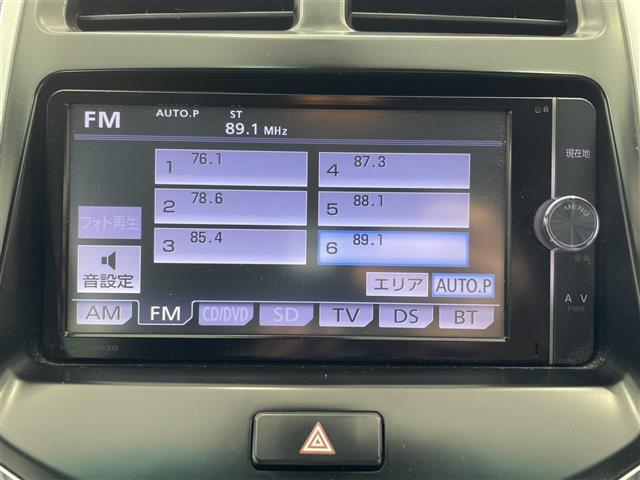 FM
AUTO.P
ST
89.1 MHz
1 76.1
4 87.3
2 78.6
5 88.1
3 85.4
6 89.1
フォト再生
音設定
エリア
AUTO.P
AM
FM
CD/DVD
SD
TV
DS
BT
現在地
MENU
AV
PWR